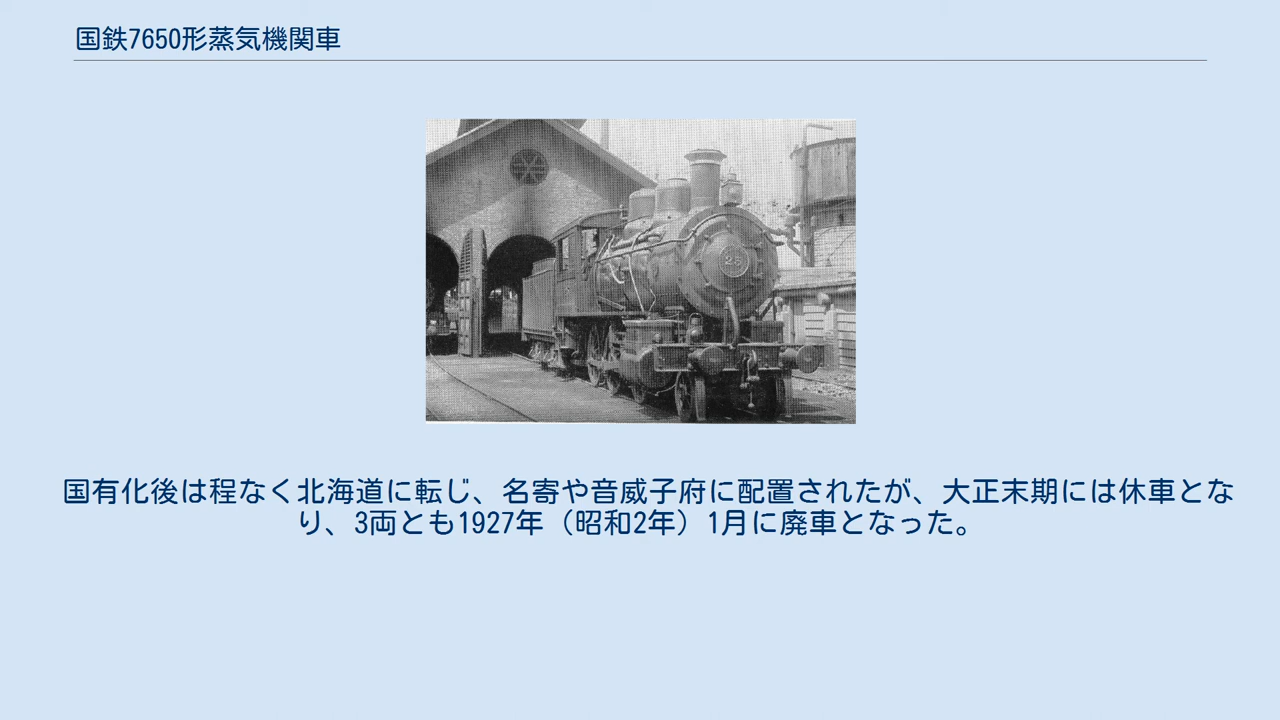 国鉄7650形蒸気機関車
25
国有化後は程なく北海道に転じ、名寄や音威子府に配置されたが、大正末期には休車とな
り、3両とも1927年（昭和2年）1月に廃車となった。